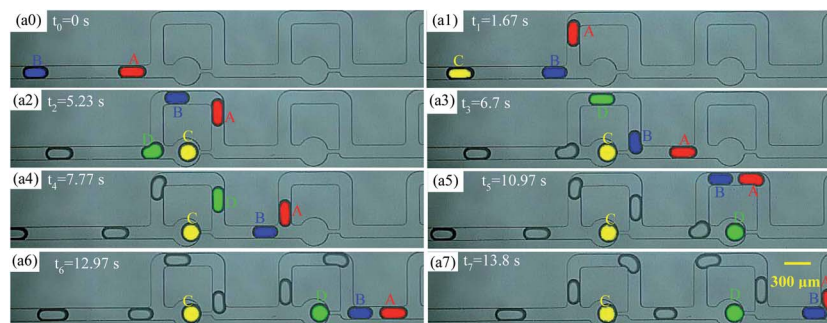 (a0) t₀=0 s
B A
(a1) t₁=1.67 s
A
C B
(a2) t₂=5.23 s
B A
D C
(a3) t₃=6.7 s
D
B
C A
(a4) t₄=7.77 s
D
C B A
(a5) t₅=10.97 s
B A
C D
(a6) t₆=12.97 s
C D B A
(a7) t₇=13.8 s
300 µm
C D B A